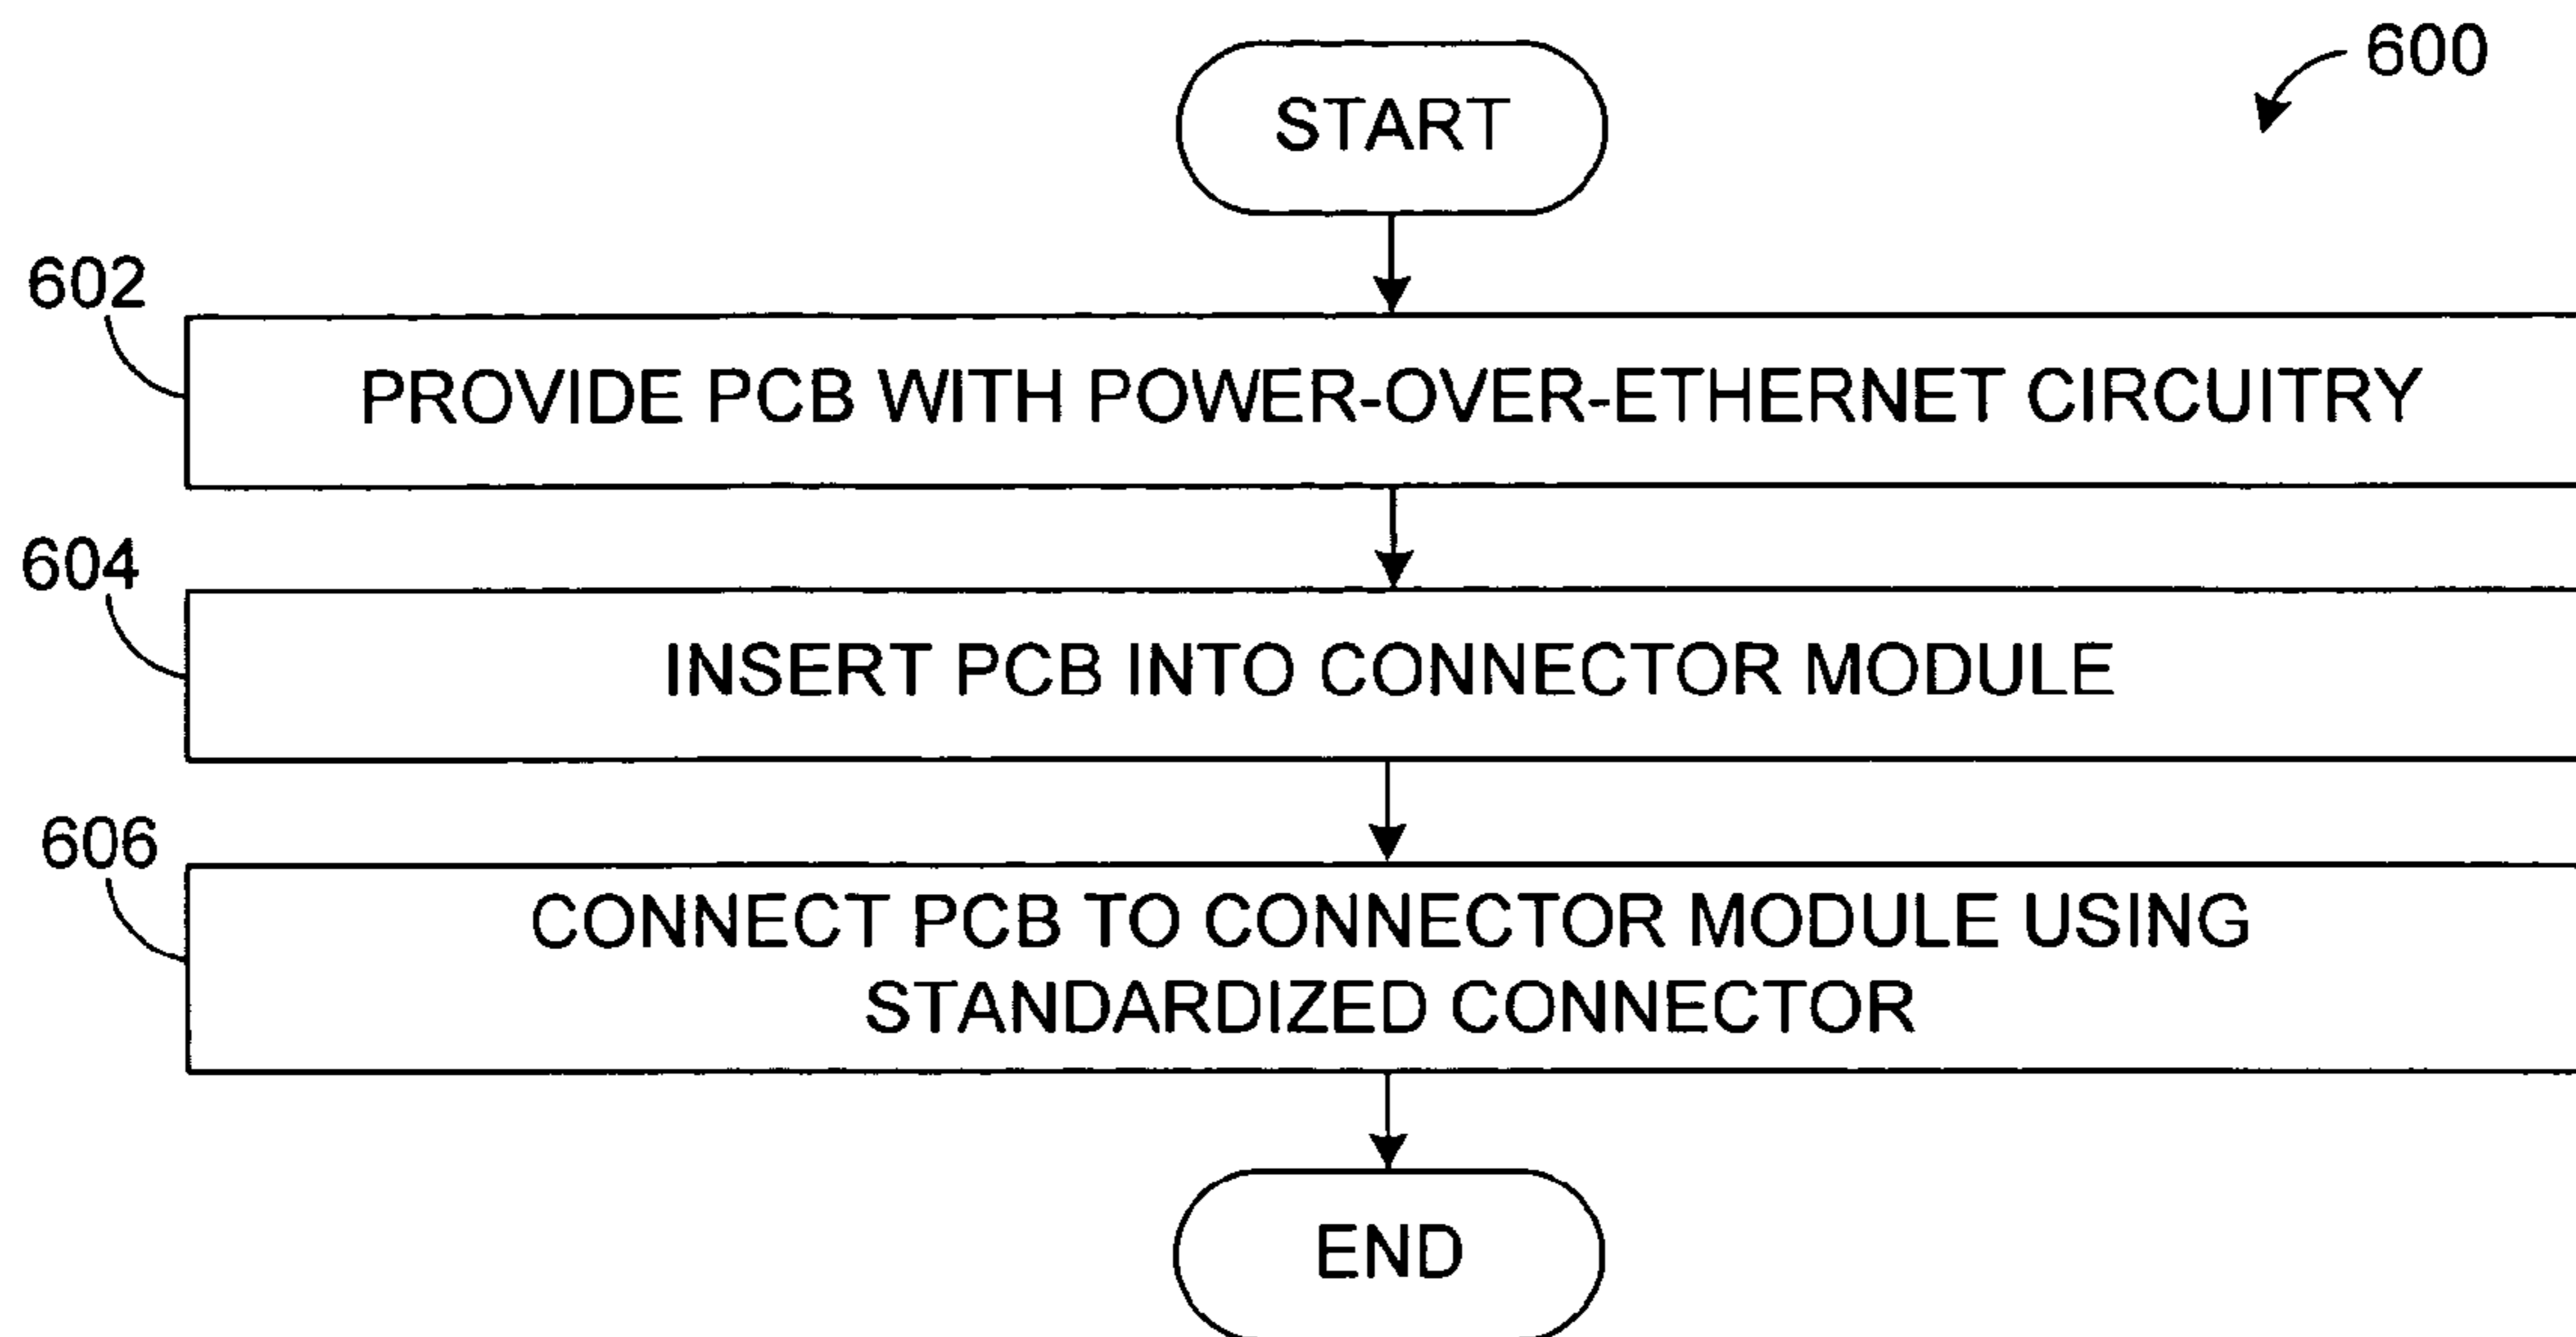 START
600
602
PROVIDE PCB WITH POWER-OVER-ETHERNET CIRCUITRY
604
INSERT PCB INTO CONNECTOR MODULE
606
CONNECT PCB TO CONNECTOR MODULE USING
STANDARDIZED CONNECTOR
END